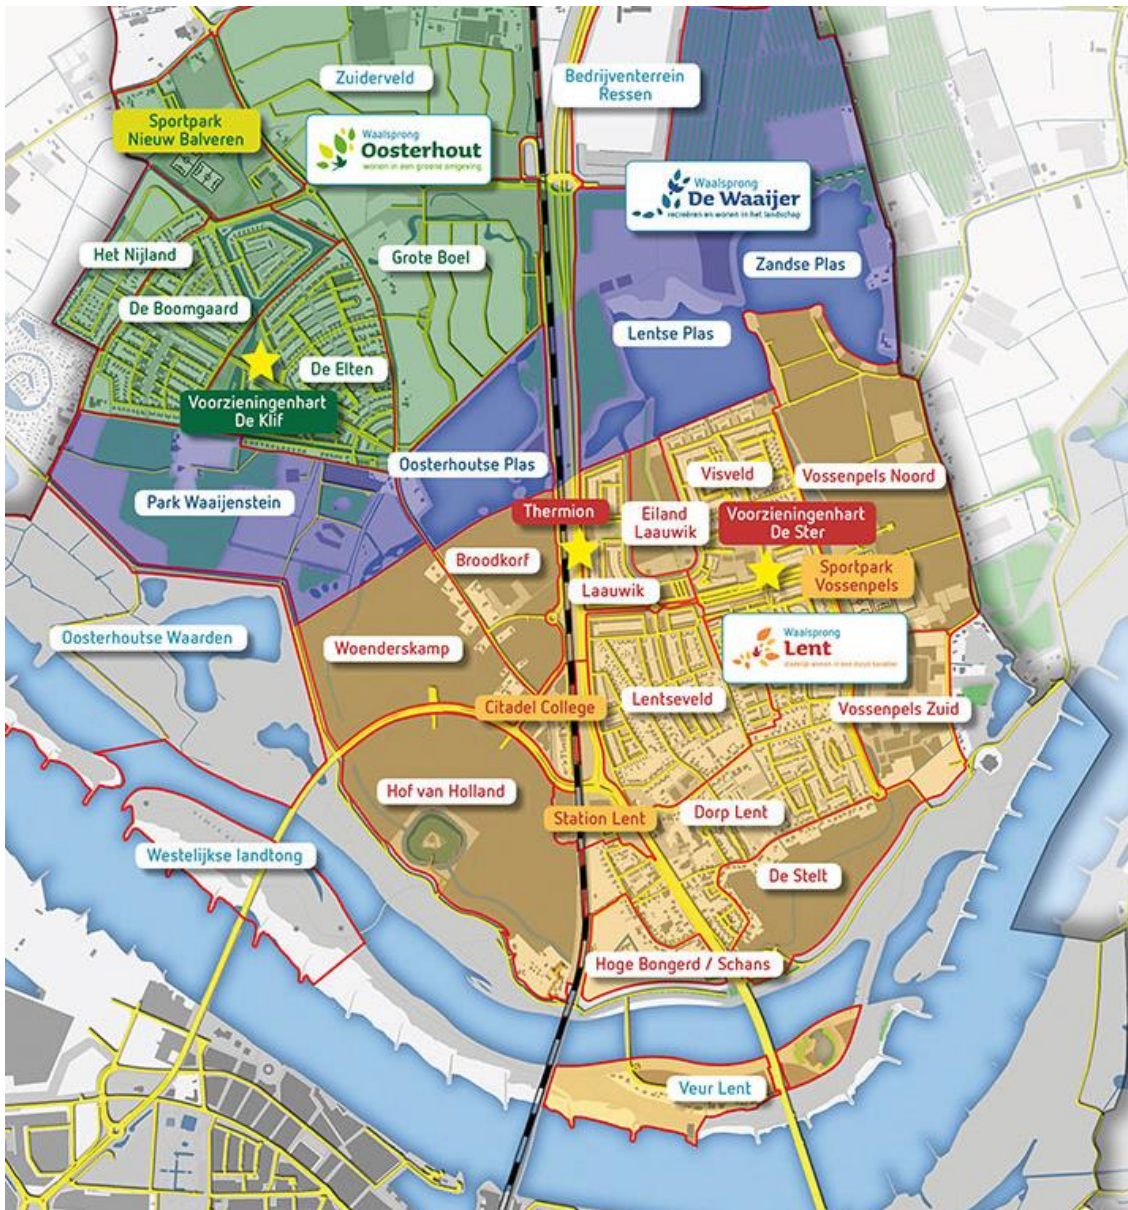 Zuiderveld
Bedrijventerrein
Ressen
Sportpark
Nieuw Balveren
Waalsprong
Oosterhout
wonen in een groene omgeving
Waalsprong
De Waaijer
recreëren en wonen in het landschap
Het Nijland
Grote Boel
Zandse Plas
De Boomgaard
Lentse Plas
De Elten
Voorzieningenhart
De Klif
Oosterhoutse Plas
Visveld
Vossenpels Noord
Park Waaijenstein
Thermion
Eiland
Laauwik
Voorzieningenhart
De Ster
Broodkorf
Sportpark
Vossenpels
Laauwik
Oosterhoutse Waarden
Woenderskamp
Waalsprong
Lent
Lentseveld
Citadel College
Vossenpels Zuid
Hof van Holland
Station Lent
Dorp Lent
Westelijkse landtong
De Stelt
Hoge Bongerd / Schans
Veur Lent